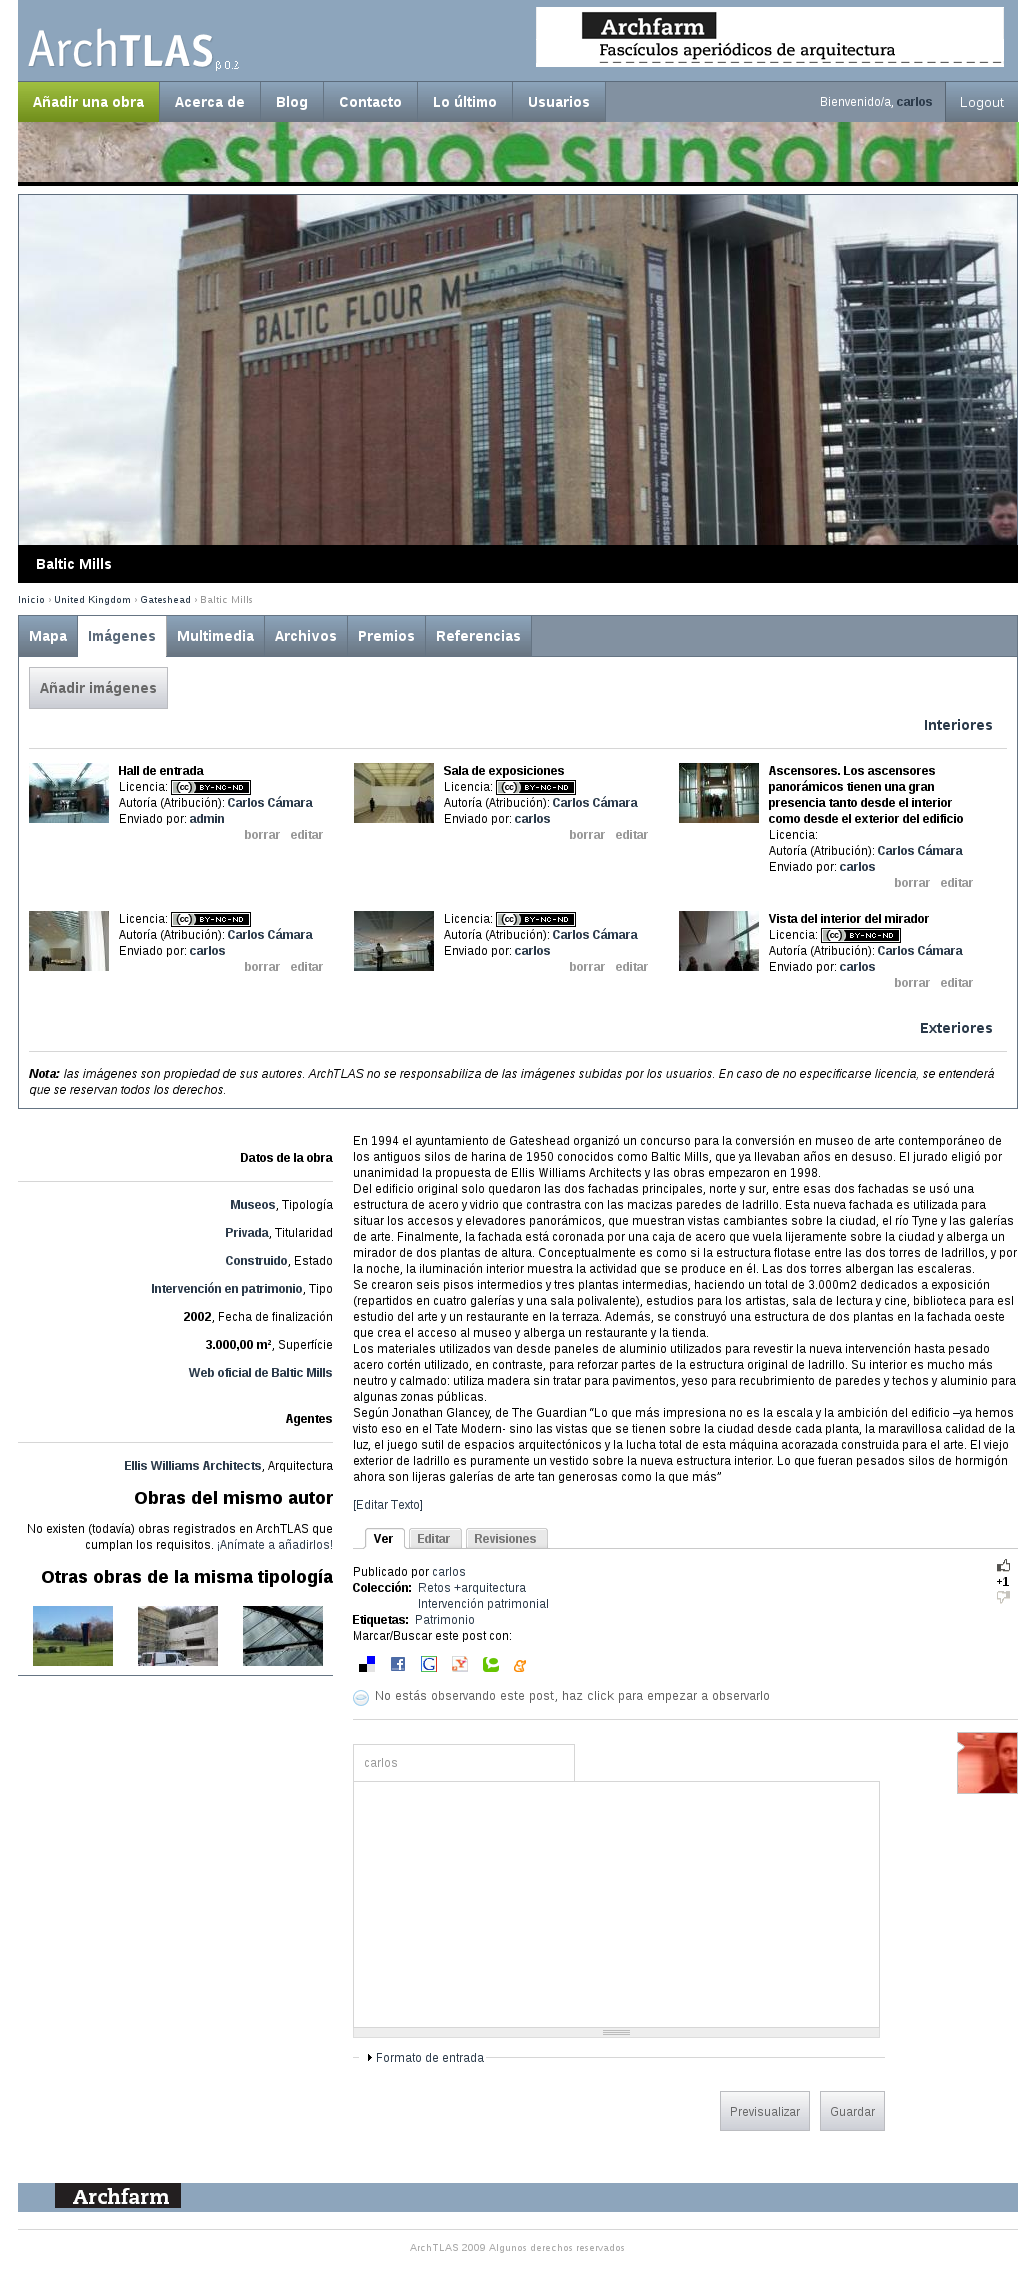 ArchTLAS β 0.2
Archfarm
Fascículos aperiódicos de arquitectura
Añadir una obra Acerca de Blog Contacto Lo último Usuarios Bienvenido/a, carlos Logout
estonoesunsolar
BALTIC FLOUR
open every day late night thursday free admission
Baltic Mills
Inicio › United Kingdom › Gateshead › Baltic Mills
Mapa Imágenes Multimedia Archivos Premios Referencias
Añadir imágenes
Interiores
Hall de entrada
Licencia: (cc) BY-NC-ND
Autoría (Atribución): Carlos Cámara
Enviado por: admin
borrar editar
Sala de exposiciones
Licencia: (cc) BY-NC-ND
Autoría (Atribución): Carlos Cámara
Enviado por: carlos
borrar editar
Ascensores. Los ascensores
panorámicos tienen una gran
presencia tanto desde el interior
como desde el exterior del edificio
Licencia:
Autoría (Atribución): Carlos Cámara
Enviado por: carlos
borrar editar
Licencia: (cc) BY-NC-ND
Autoría (Atribución): Carlos Cámara
Enviado por: carlos
borrar editar
Licencia: (cc) BY-NC-ND
Autoría (Atribución): Carlos Cámara
Enviado por: carlos
borrar editar
Vista del interior del mirador
Licencia: (cc) BY-NC-ND
Autoría (Atribución): Carlos Cámara
Enviado por: carlos
borrar editar
Exteriores
Nota: las imágenes son propiedad de sus autores. ArchTLAS no se responsabiliza de las imágenes subidas por los usuarios. En caso de no especificarse licencia, se entenderá
que se reservan todos los derechos.
Datos de la obra
Museos, Tipología
Privada, Titularidad
Construido, Estado
Intervención en patrimonio, Tipo
2002, Fecha de finalización
3.000,00 m², Superfície
Web oficial de Baltic Mills
Agentes
Ellis Williams Architects, Arquitectura
Obras del mismo autor
No existen (todavía) obras registrados en ArchTLAS que
cumplan los requisitos. ¡Anímate a añadirlos!
Otras obras de la misma tipología
En 1994 el ayuntamiento de Gateshead organizó un concurso para la conversión en museo de arte contemporáneo de
los antiguos silos de harina de 1950 conocidos como Baltic Mills, que ya llevaban años en desuso. El jurado eligió por
unanimidad la propuesta de Ellis Williams Architects y las obras empezaron en 1998.
Del edificio original solo quedaron las dos fachadas principales, norte y sur, entre esas dos fachadas se usó una
estructura de acero y vidrio que contrastra con las macizas paredes de ladrillo. Esta nueva fachada es utilizada para
situar los accesos y elevadores panorámicos, que muestran vistas cambiantes sobre la ciudad, el río Tyne y las galerías
de arte. Finalmente, la fachada está coronada por una caja de acero que vuela lijeramente sobre la ciudad y alberga un
mirador de dos plantas de altura. Conceptualmente es como si la estructura flotase entre las dos torres de ladrillos, y por
la noche, la iluminación interior muestra la actividad que se produce en él. Las dos torres albergan las escaleras.
Se crearon seis pisos intermedios y tres plantas intermedias, haciendo un total de 3.000m2 dedicados a exposición
(repartidos en cuatro galerías y una sala polivalente), estudios para los artistas, sala de lectura y cine, biblioteca para esl
estudio del arte y un restaurante en la terraza. Además, se construyó una estructura de dos plantas en la fachada oeste
que crea el acceso al museo y alberga un restaurante y la tienda.
Los materiales utilizados van desde paneles de aluminio utilizados para revestir la nueva intervención hasta pesado
acero cortén utilizado, en contraste, para reforzar partes de la estructura original de ladrillo. Su interior es mucho más
neutro y calmado: utiliza madera sin tratar para pavimentos, yeso para recubrimiento de paredes y techos y aluminio para
algunas zonas públicas.
Según Jonathan Glancey, de The Guardian “Lo que más impresiona no es la escala y la ambición del edificio –ya hemos
visto eso en el Tate Modern- sino las vistas que se tienen sobre la ciudad desde cada planta, la maravillosa calidad de la
luz, el juego sutil de espacios arquitectónicos y la lucha total de esta máquina acorazada construida para el arte. El viejo
exterior de ladrillo es puramente un vestido sobre la nueva estructura interior. Lo que fueran pesados silos de hormigón
ahora son lijeras galerías de arte tan generosas como la que más”
[Editar Texto]
Ver Editar Revisiones
Publicado por carlos
+1
Colección: Retos +arquitectura
Intervención patrimonial
Etiquetas: Patrimonio
Marcar/Buscar este post con:
No estás observando este post, haz click para empezar a observarlo
carlos
Formato de entrada
Previsualizar Guardar
Archfarm
ArchTLAS 2009 Algunos derechos reservados